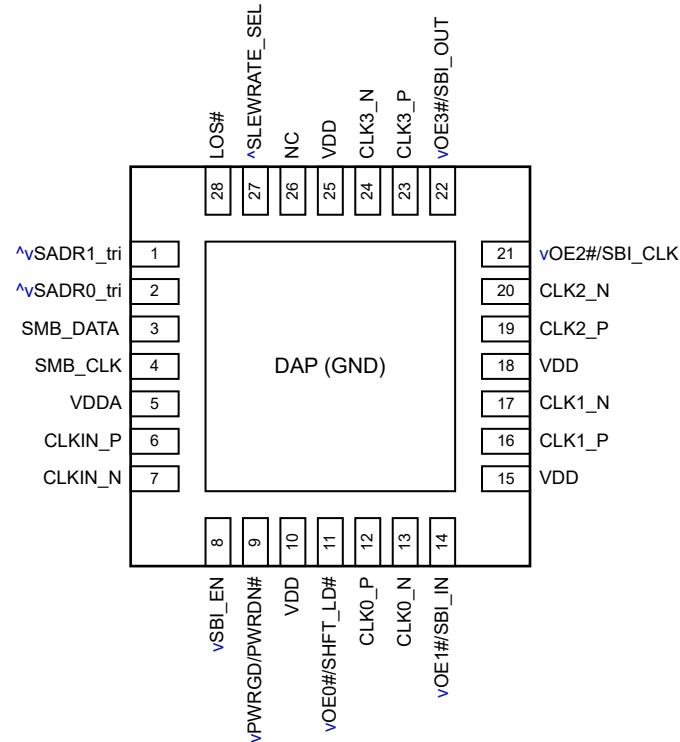 LOS#
^SLEWRATE_SEL
NC
VDD
CLK3_N
CLK3_P
vOE3#/SBI_OUT
28
27
26
25
24
23
22
^vSADR1_tri 1
^vSADR0_tri 2
SMB_DATA 3
SMB_CLK 4
VDDA 5
CLKIN_P 6
CLKIN_N 7
DAP (GND)
21 vOE2#/SBI_CLK
20 CLK2_N
19 CLK2_P
18 VDD
17 CLK1_N
16 CLK1_P
15 VDD
8
9
10
11
12
13
14
vSBI_EN
vPWRGD/PWRDN#
VDD
vOE0#/SHFT_LD#
CLK0_P
CLK0_N
vOE1#/SBI_IN